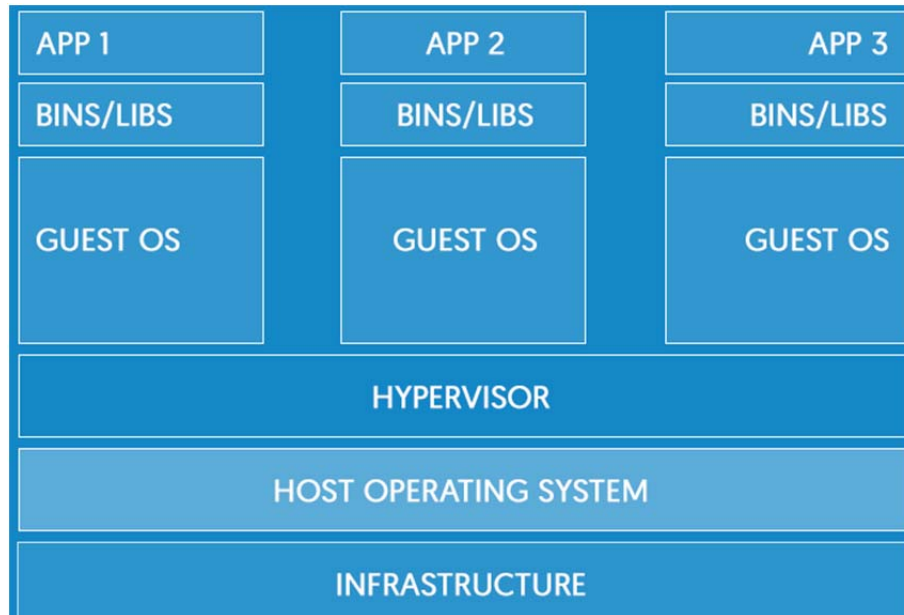 APP 1
APP 2
APP 3
BINS/LIBS
BINS/LIBS
BINS/LIBS
GUEST OS
GUEST OS
GUEST OS
HYPERVISOR
HOST OPERATING SYSTEM
INFRASTRUCTURE